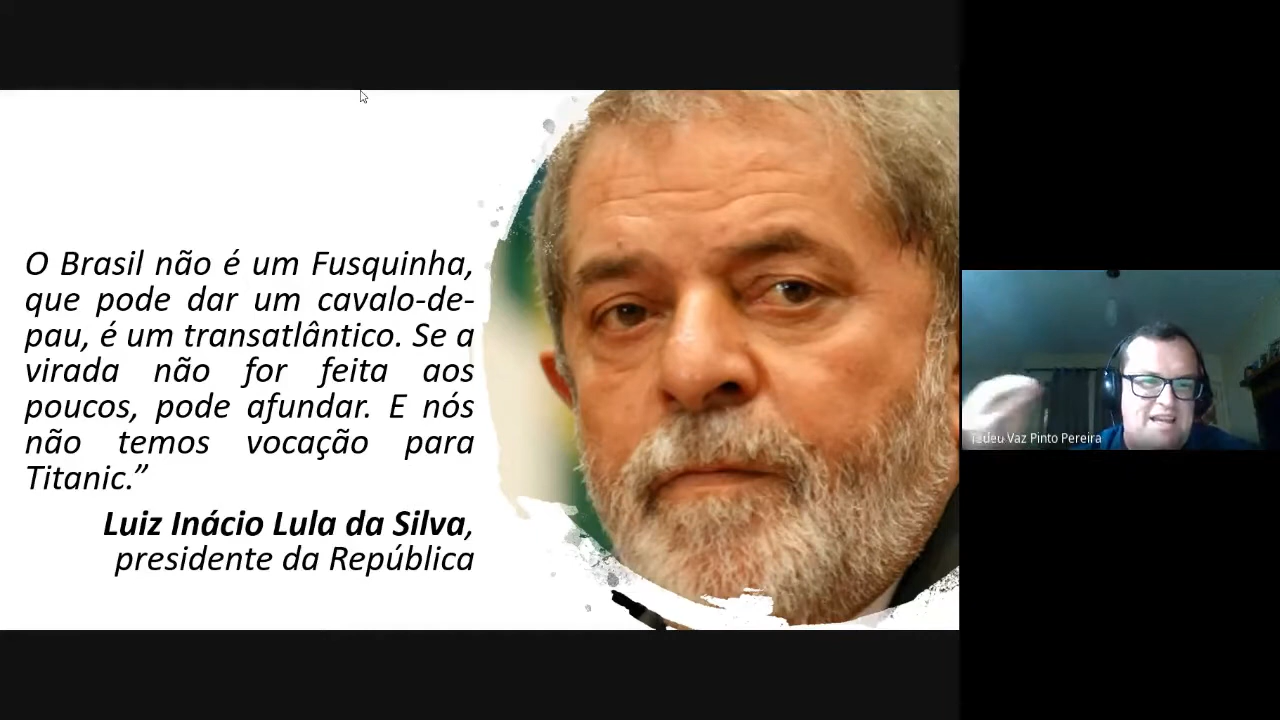 O Brasil não é um Fusquinha,
que pode dar um cavalo-de-
pau, é um transatlântico. Se a
virada não for feita aos
poucos, pode afundar. E nós
não temos vocação para
Titanic.”
Luiz Inácio Lula da Silva,
presidente da República
Tadeu Vaz Pinto Pereira